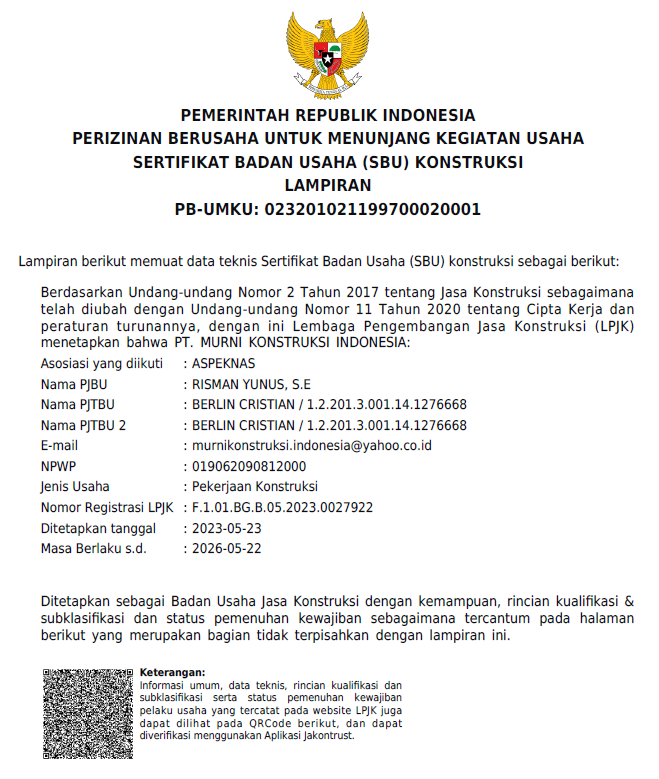 PEMERINTAH REPUBLIK INDONESIA
PERIZINAN BERUSAHA UNTUK MENUNJANG KEGIATAN USAHA
SERTIFIKAT BADAN USAHA (SBU) KONSTRUKSI
LAMPIRAN
PB-UMKU: 023201021199700020001
Lampiran berikut memuat data teknis Sertifikat Badan Usaha (SBU) konstruksi sebagai berikut:
Berdasarkan Undang-undang Nomor 2 Tahun 2017 tentang Jasa Konstruksi sebagaimana
telah diubah dengan Undang-undang Nomor 11 Tahun 2020 tentang Cipta Kerja dan
peraturan turunannya, dengan ini Lembaga Pengembangan Jasa Konstruksi (LPJK)
menetapkan bahwa PT. MURNI KONSTRUKSI INDONESIA:
Asosiasi yang diikuti : ASPEKNAS
Nama PJBU : RISMAN YUNUS, S.E
Nama PJTBU : BERLIN CRISTIAN / 1.2.201.3.001.14.1276668
Nama PJTBU 2 : BERLIN CRISTIAN / 1.2.201.3.001.14.1276668
E-mail : murnikonstruksi.indonesia@yahoo.co.id
NPWP : 019062090812000
Jenis Usaha : Pekerjaan Konstruksi
Nomor Registrasi LPJK : F.1.01.BG.B.05.2023.0027922
Ditetapkan tanggal : 2023-05-23
Masa Berlaku s.d. : 2026-05-22
Ditetapkan sebagai Badan Usaha Jasa Konstruksi dengan kemampuan, rincian kualifikasi &
subklasifikasi dan status pemenuhan kewajiban sebagaimana tercantum pada halaman
berikut yang merupakan bagian tidak terpisahkan dengan lampiran ini.
Keterangan:
Informasi umum, data teknis, rincian kualifikasi dan
subklasifikasi serta status pemenuhan kewajiban
pelaku usaha yang tercatat pada website LPJK juga
dapat dilihat pada QRCode berikut, dan dapat
diverifikasi menggunakan Aplikasi Jakontrust.